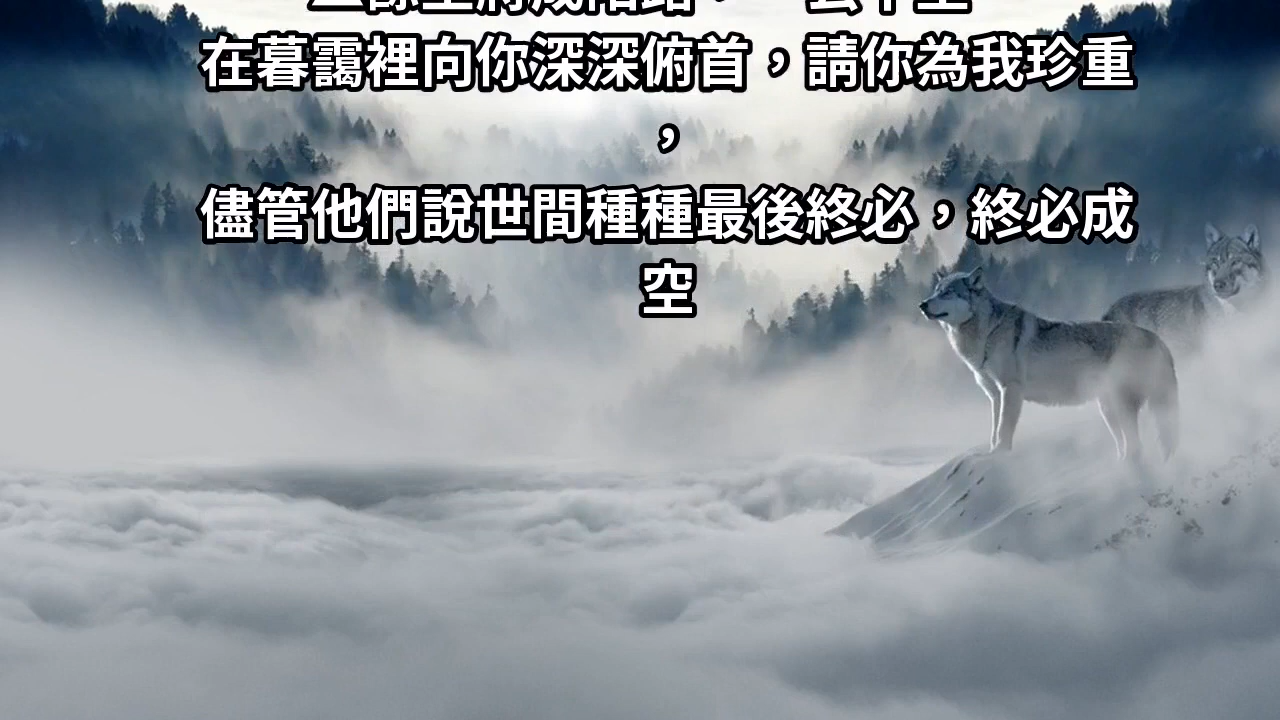 在暮靄裡向你深深俯首，請你為我珍重
，
儘管他們說世間種種最後終必，終必成
空